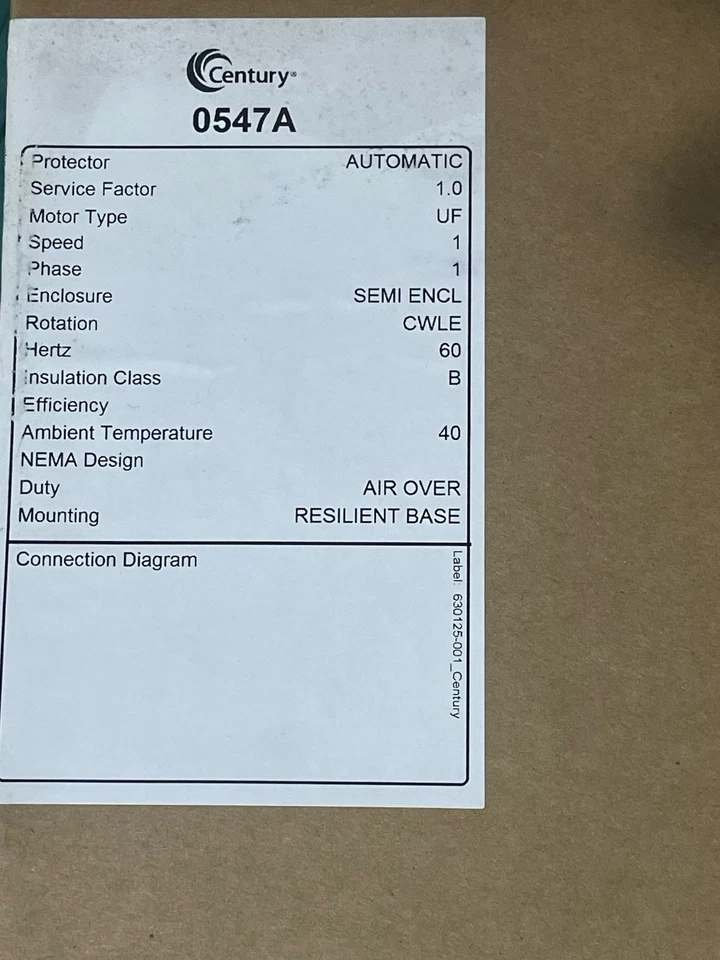 Century®
0547A
Protector AUTOMATIC
Service Factor 1.0
Motor Type UF
Speed 1
Phase 1
Enclosure SEMI ENCL
Rotation CWLE
Hertz 60
Insulation Class B
Efficiency
Ambient Temperature 40
NEMA Design
Duty AIR OVER
Mounting RESILIENT BASE
Connection Diagram
Label: 630125-001_Century